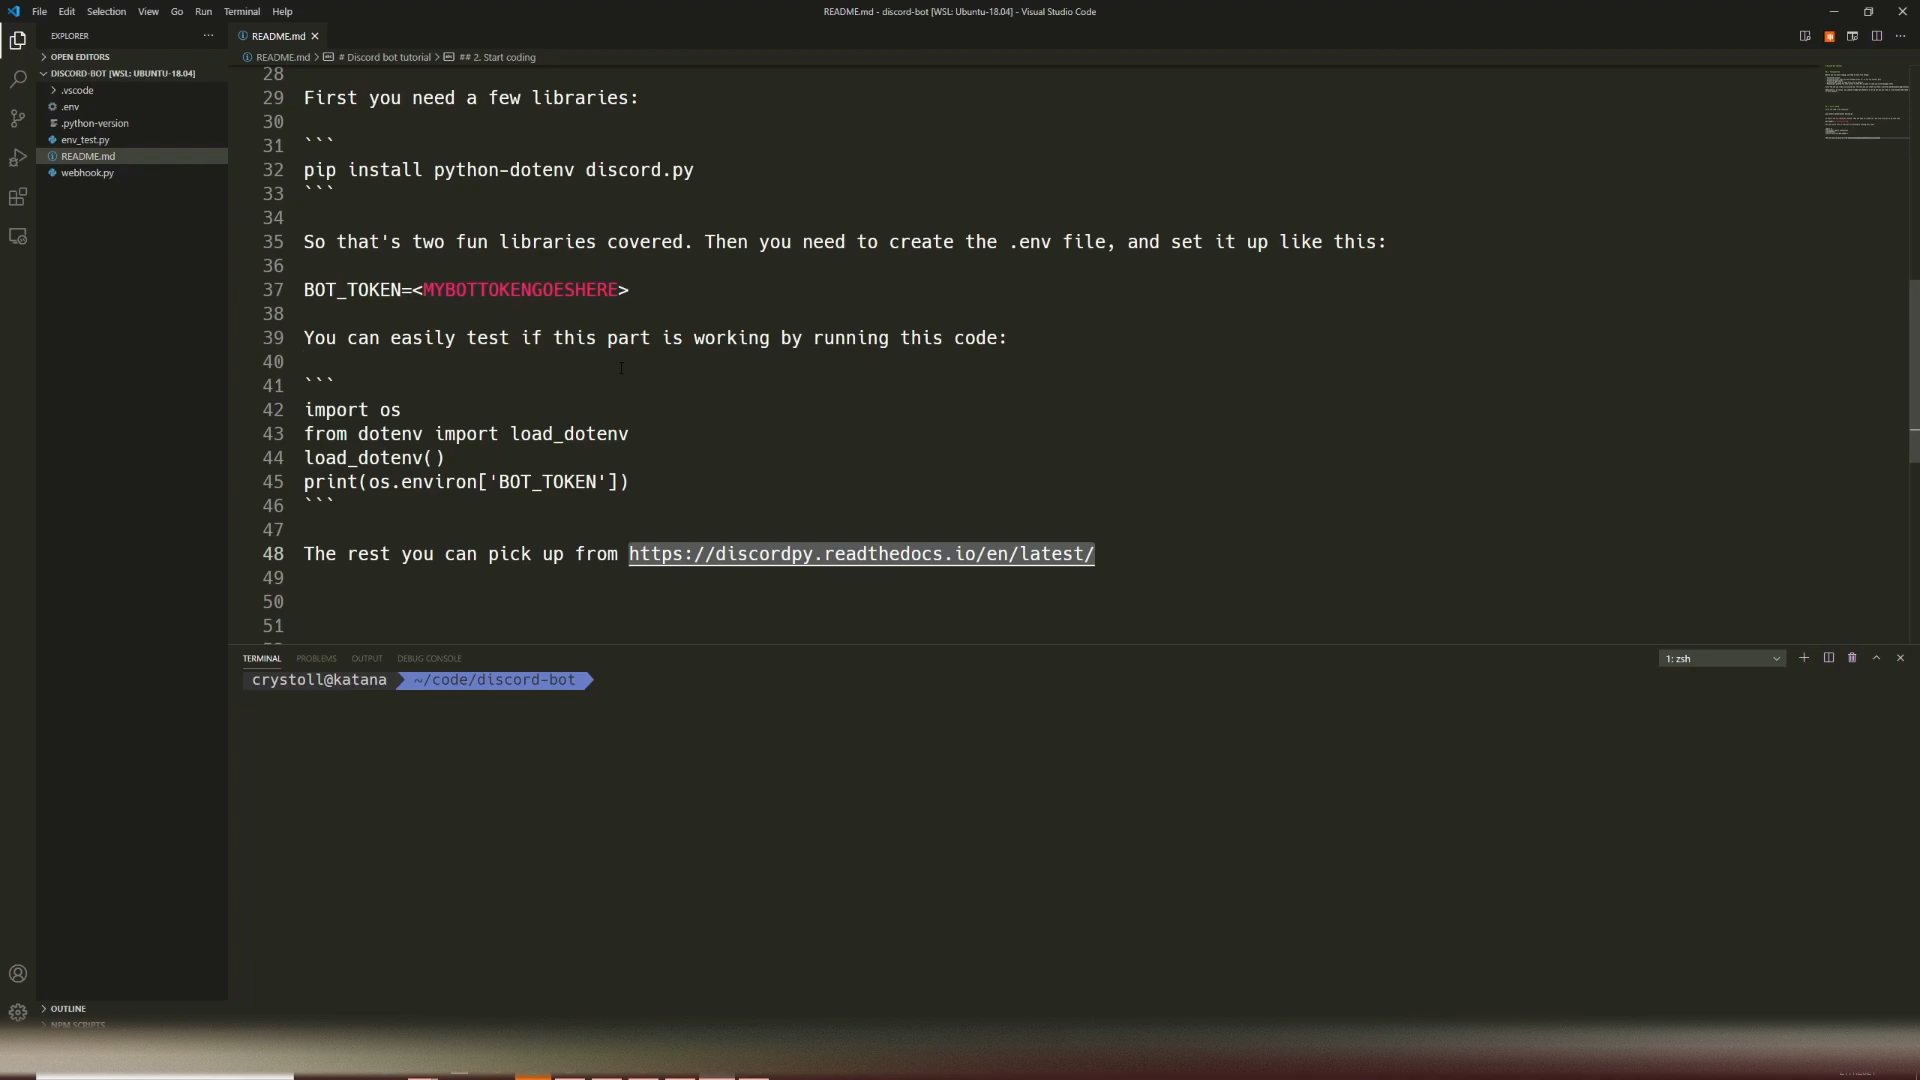 File Edit Selection View Go Run Terminal Help
README.md - discord-bot [WSL: Ubuntu-18.04] - Visual Studio Code
EXPLORER
OPEN EDITORS
DISCORD-BOT [WSL: UBUNTU-18.04]
.vscode
.env
.python-version
env_test.py
README.md
webhook.py
OUTLINE
NPM SCRIPTS
README.md
README.md > # Discord bot tutorial > ## 2. Start coding
28
29 First you need a few libraries:
30
31 ```
32 pip install python-dotenv discord.py
33 ```
34
35 So that's two fun libraries covered. Then you need to create the .env file, and set it up like this:
36
37 BOT_TOKEN=<MYBOTTOKENGOESHERE>
38
39 You can easily test if this part is working by running this code:
40
41 ```
42 import os
43 from dotenv import load_dotenv
44 load_dotenv()
45 print(os.environ['BOT_TOKEN'])
46 ```
47
48 The rest you can pick up from https://discordpy.readthedocs.io/en/latest/
49
50
51
TERMINAL PROBLEMS OUTPUT DEBUG CONSOLE
1: zsh
crystoll@katana ~/code/discord-bot